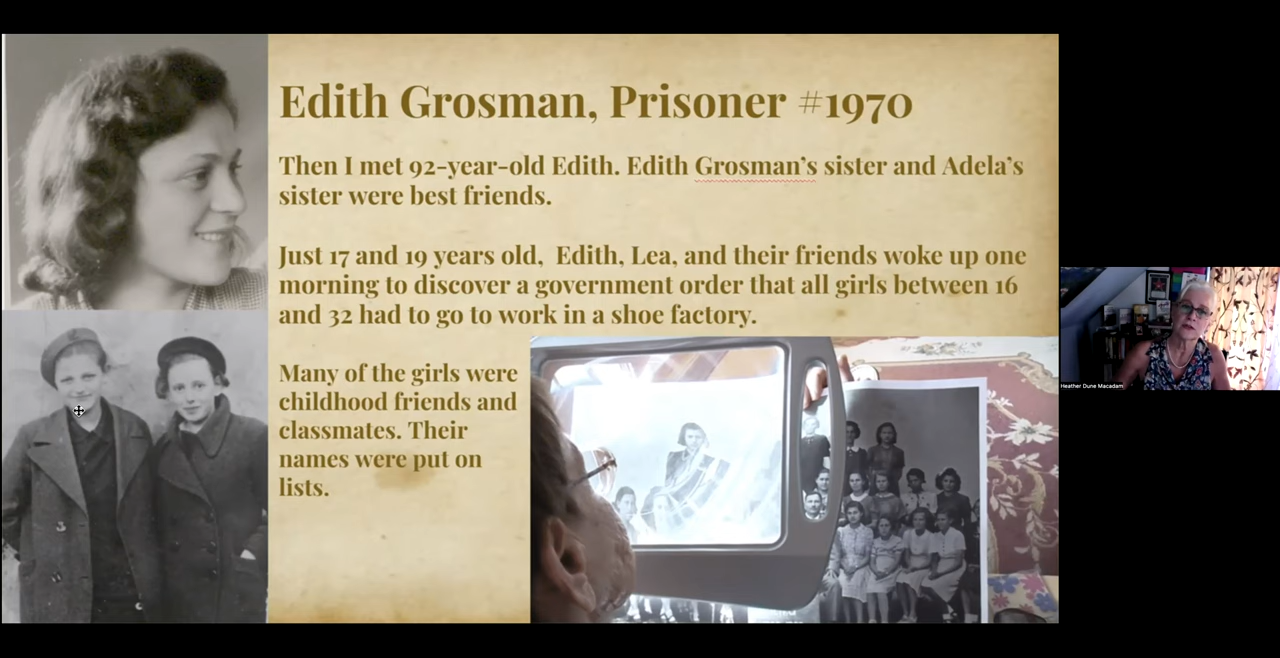 Edith Grosman, Prisoner #1970
Then I met 92-year-old Edith. Edith Grosman's sister and Adela's
sister were best friends.
Just 17 and 19 years old,  Edith, Lea, and their friends woke up one
morning to discover a government order that all girls between 16
and 32 had to go to work in a shoe factory.
Many of the girls were
childhood friends and
classmates. Their
names were put on
lists.
Heather Dune Macadam